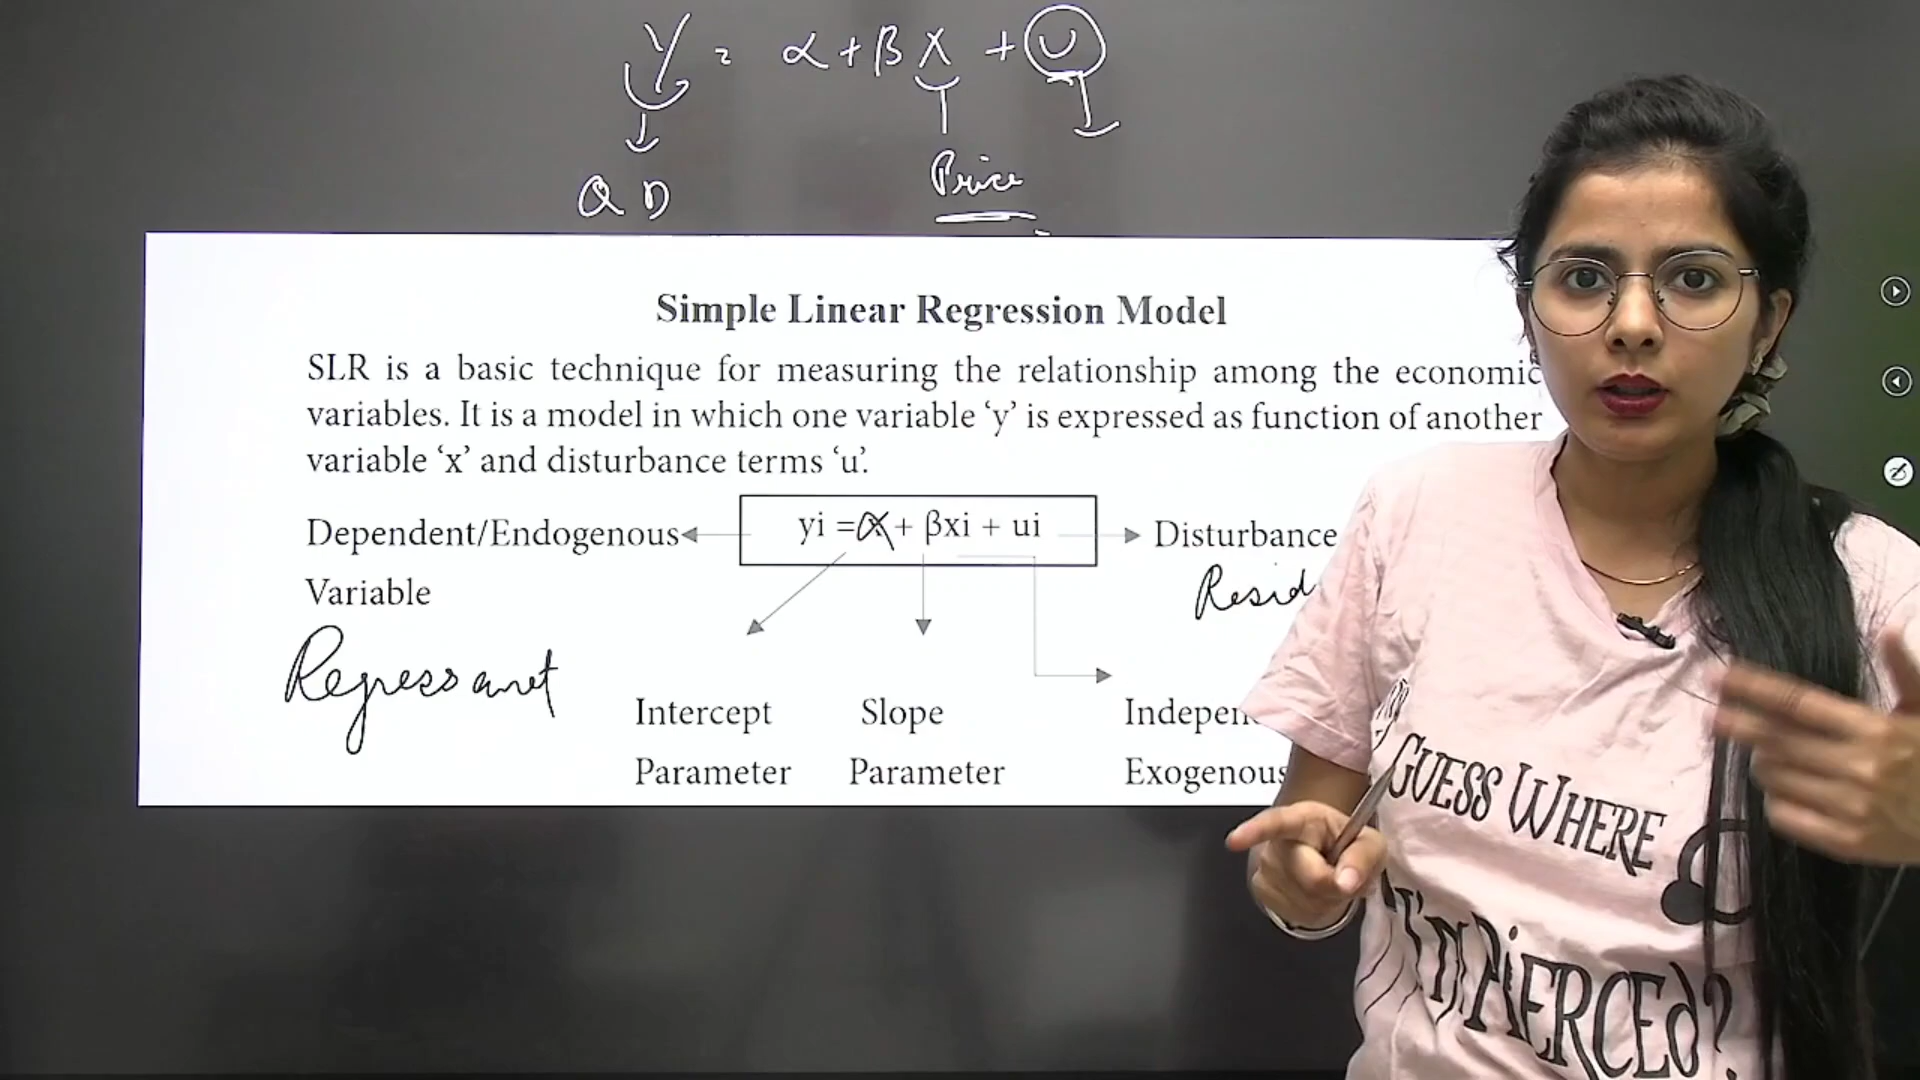 Y = α + β X + U
Q D Price
Simple Linear Regression Model
SLR is a basic technique for measuring the relationship among the economic
variables. It is a model in which one variable ‘y’ is expressed as function of another
variable ‘x’ and disturbance terms ‘u’.
Dependent/Endogenous yi = α + βxi + ui Disturbance
Variable Resid
Regressant
Intercept Slope Indepen
Parameter Parameter Exogenous
GUESS WHERE
I'M PiERCEd?